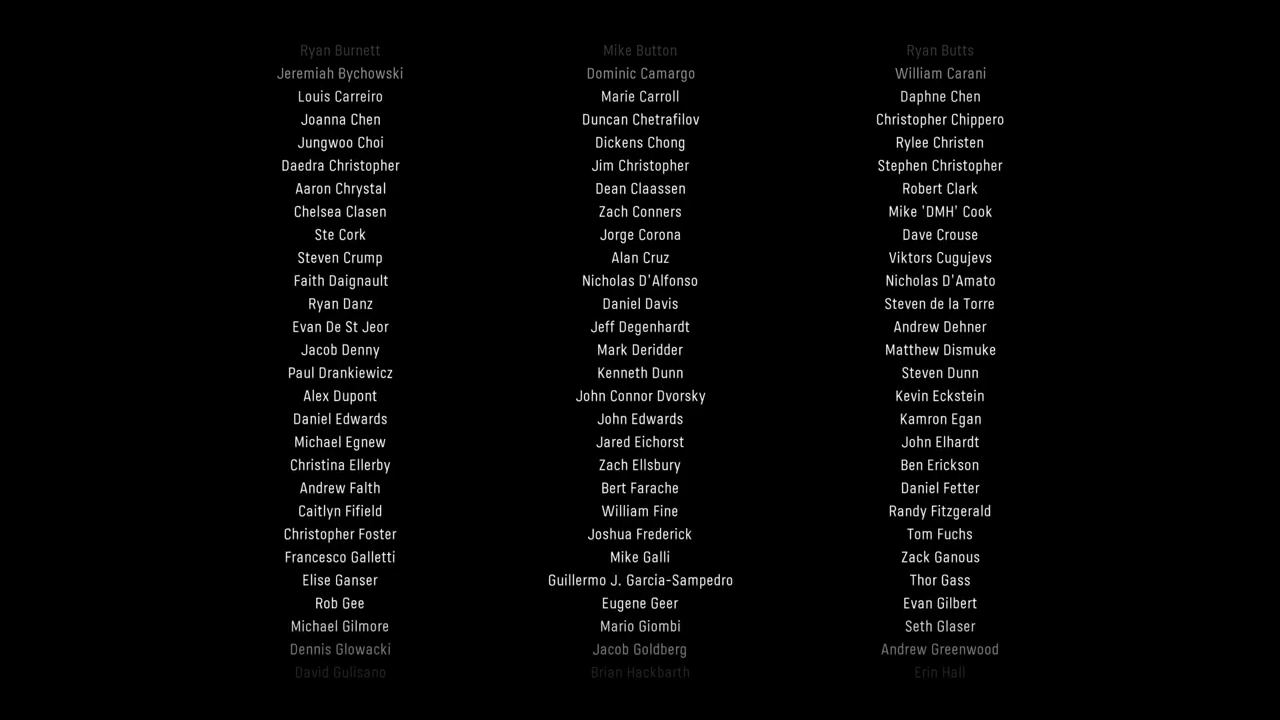 Ryan Burnett Mike Button Ryan Butts
Jeremiah Bychowski Dominic Camargo William Carani
Louis Carreiro Marie Carroll Daphne Chen
Joanna Chen Duncan Chetrafilov Christopher Chippero
Jungwoo Choi Dickens Chong Rylee Christen
Daedra Christopher Jim Christopher Stephen Christopher
Aaron Chrystal Dean Claassen Robert Clark
Chelsea Clasen Zach Conners Mike 'DMH' Cook
Ste Cork Jorge Corona Dave Crouse
Steven Crump Alan Cruz Viktors Cugujevs
Faith Daignault Nicholas D'Alfonso Nicholas D'Amato
Ryan Danz Daniel Davis Steven de la Torre
Evan De St Jeor Jeff Degenhardt Andrew Dehner
Jacob Denny Mark Deridder Matthew Dismuke
Paul Drankiewicz Kenneth Dunn Steven Dunn
Alex Dupont John Connor Dvorsky Kevin Eckstein
Daniel Edwards John Edwards Kamron Egan
Michael Egnew Jared Eichorst John Elhardt
Christina Ellerby Zach Ellsbury Ben Erickson
Andrew Falth Bert Farache Daniel Fetter
Caitlyn Fifield William Fine Randy Fitzgerald
Christopher Foster Joshua Frederick Tom Fuchs
Francesco Galletti Mike Galli Zack Ganous
Elise Ganser Guillermo J. Garcia-Sampedro Thor Gass
Rob Gee Eugene Geer Evan Gilbert
Michael Gilmore Mario Giombi Seth Glaser
Dennis Glowacki Jacob Goldberg Andrew Greenwood
David Gulisano Brian Hackbarth Erin Hall